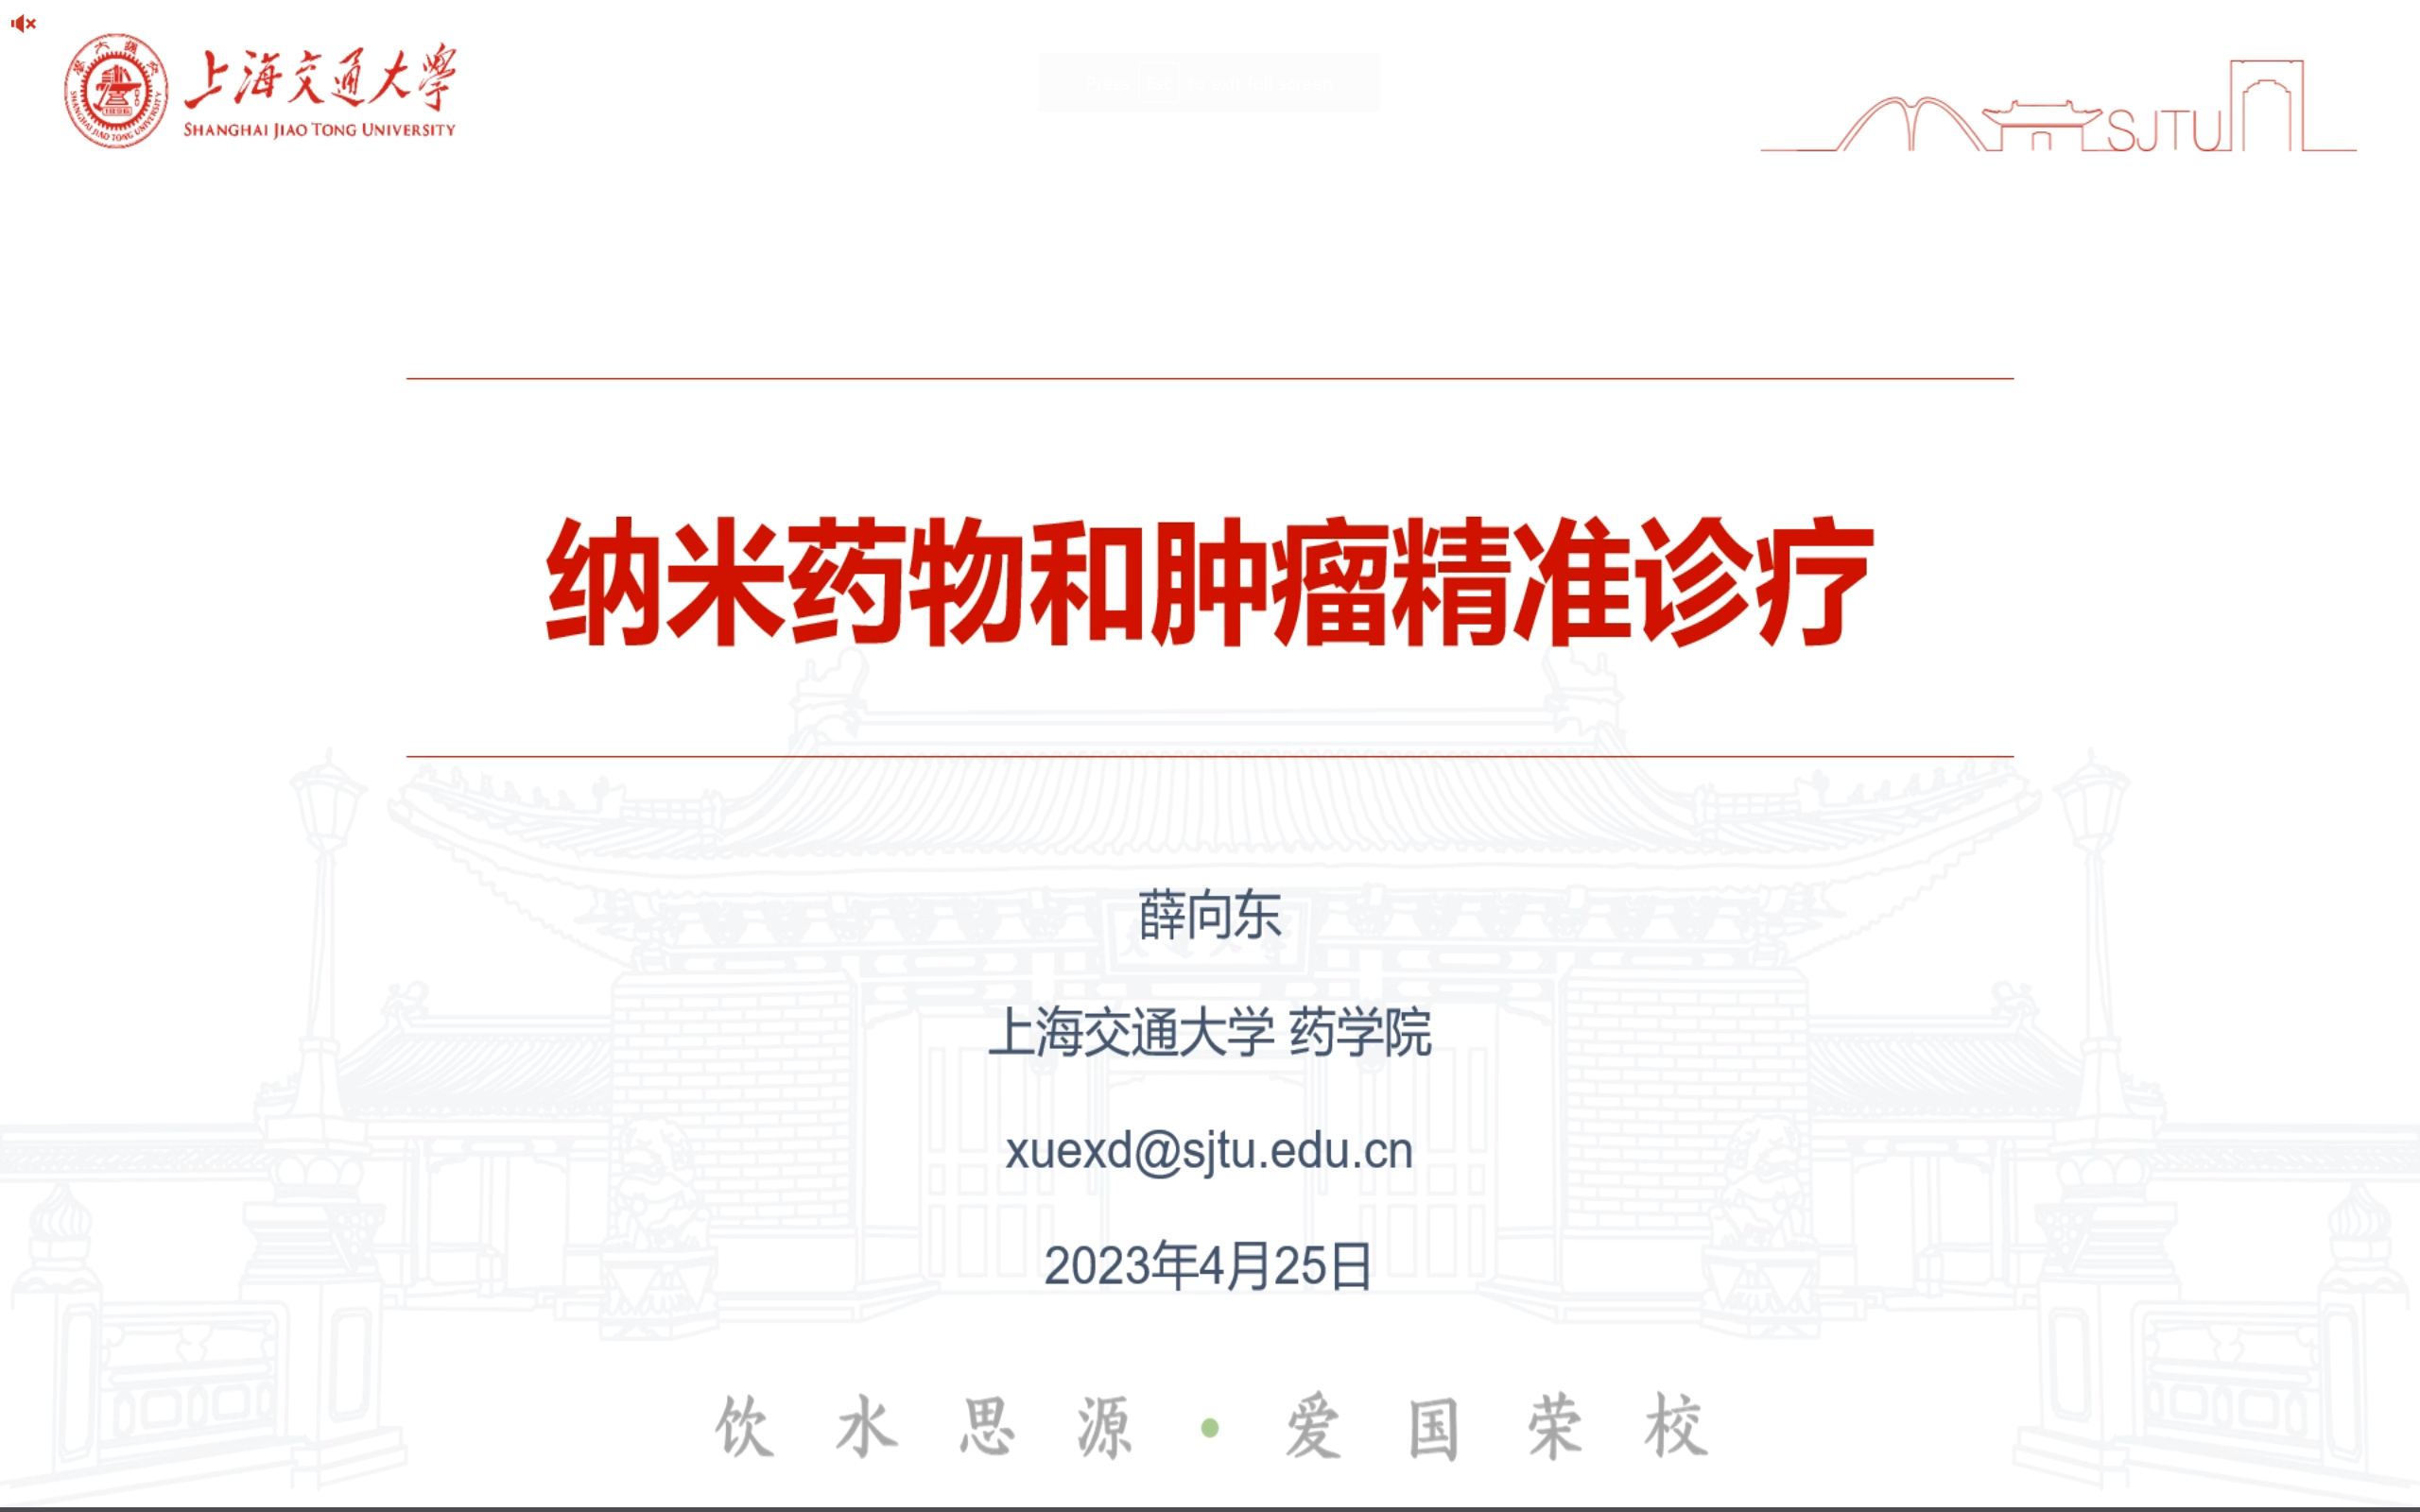 上海交通大学
SHANGHAI JIAO TONG UNIVERSITY
SJTU
纳米药物和肿瘤精准诊疗
薛向东
上海交通大学 药学院
xuexd@sjtu.edu.cn
2023年4月25日
饮水思源•爱国荣校